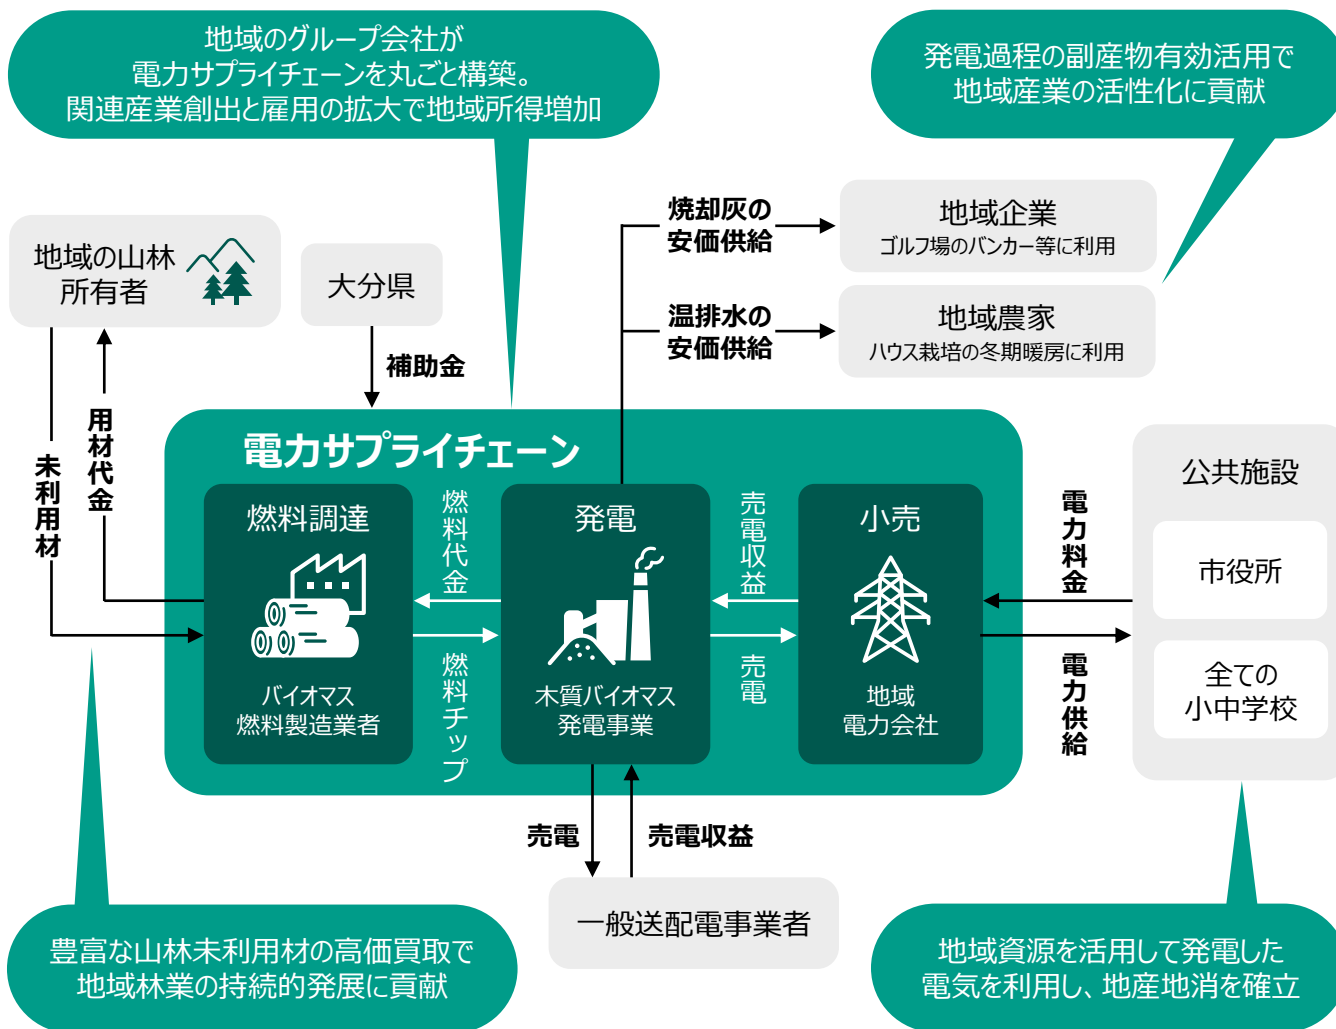 地域のグループ会社が
電力サプライチェーンを丸ごと構築。
関連産業創出と雇用の拡大で地域所得増加
発電過程の副産物有効活用で
地域産業の活性化に貢献
地域の山林
所有者
大分県
補助金
焼却灰の
安価供給
地域企業
ゴルフ場のバンカー等に利用
温排水の
安価供給
地域農家
ハウス栽培の冬期暖房に利用
未利用材
用材代金
電力サプライチェーン
燃料調達
バイオマス
燃料製造業者
燃料代金
燃料チップ
発電
木質バイオマス
発電事業
売電収益
売電
小売
地域
電力会社
電力料金
電力供給
公共施設
市役所
全ての
小中学校
売電
売電収益
一般送配電事業者
豊富な山林未利用材の高価買取で
地域林業の持続的発展に貢献
地域資源を活用して発電した
電気を利用し、地産地消を確立